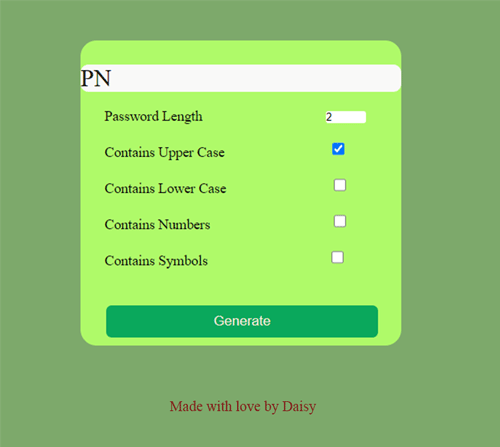 PN
Password Length 2
Contains Upper Case
Contains Lower Case
Contains Numbers
Contains Symbols
Generate
Made with love by Daisy